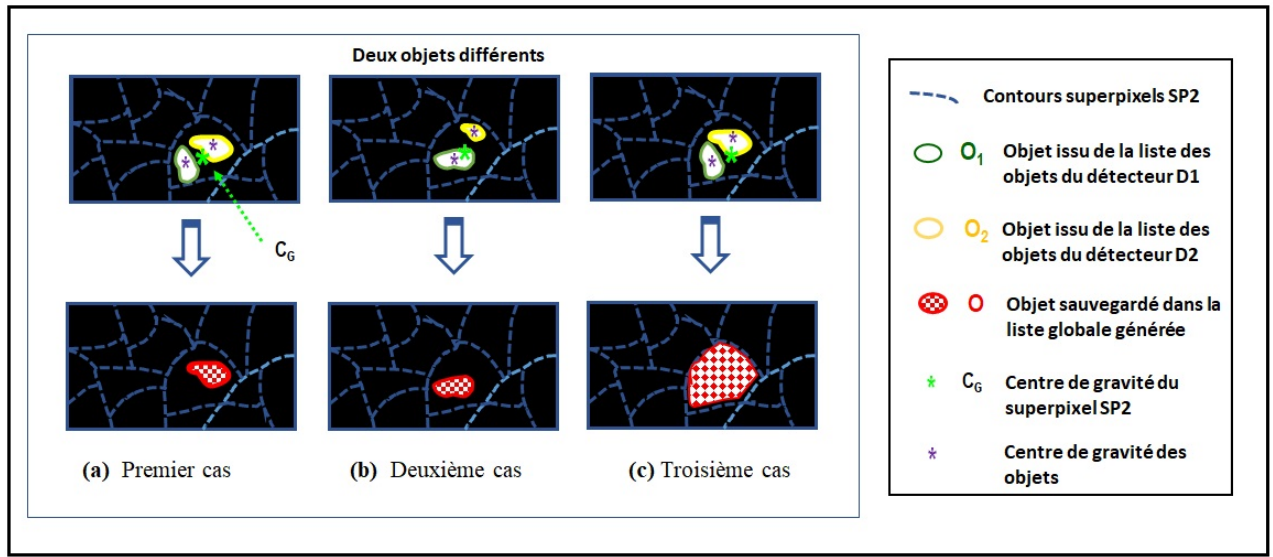 Deux objets différents
C_G
(a) Premier cas
(b) Deuxième cas
(c) Troisième cas
Contours superpixels SP2
O₁ Objet issu de la liste des
objets du détecteur D1
O₂ Objet issu de la liste des
objets du détecteur D2
O Objet sauvegardé dans la
liste globale générée
C_G Centre de gravité du
superpixel SP2
Centre de gravité des
objets